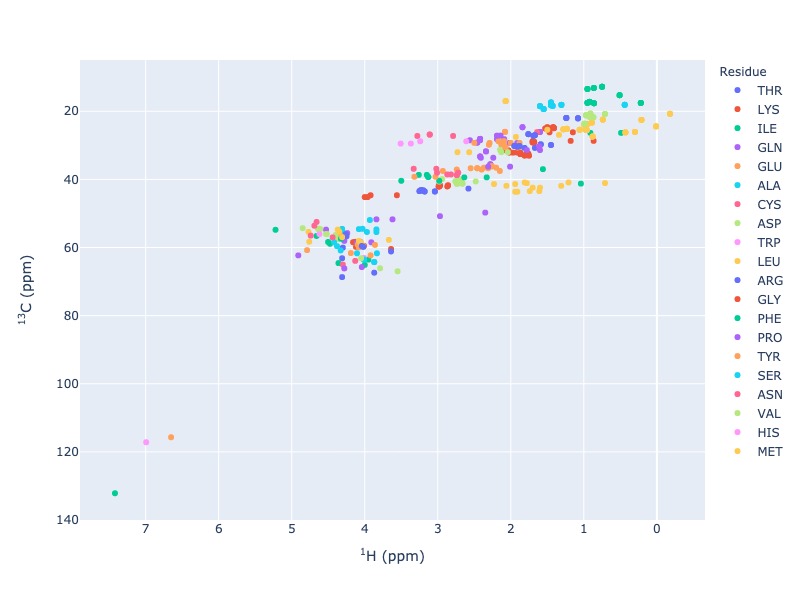 Residue
THR
LYS
ILE
GLN
GLU
ALA
CYS
ASP
TRP
LEU
ARG
GLY
PHE
PRO
TYR
SER
ASN
VAL
HIS
MET
20
40
60
80
100
120
140
¹³C (ppm)
7 6 5 4 3 2 1 0
¹H (ppm)